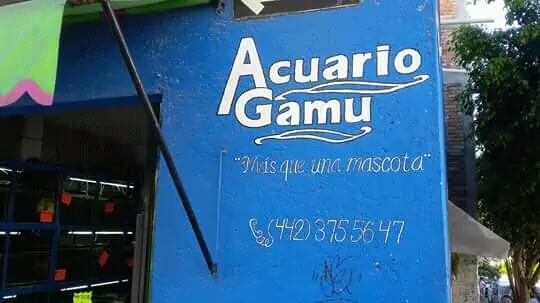 Acuario
Gamu
"Más que una mascota"
(442) 375 56 47